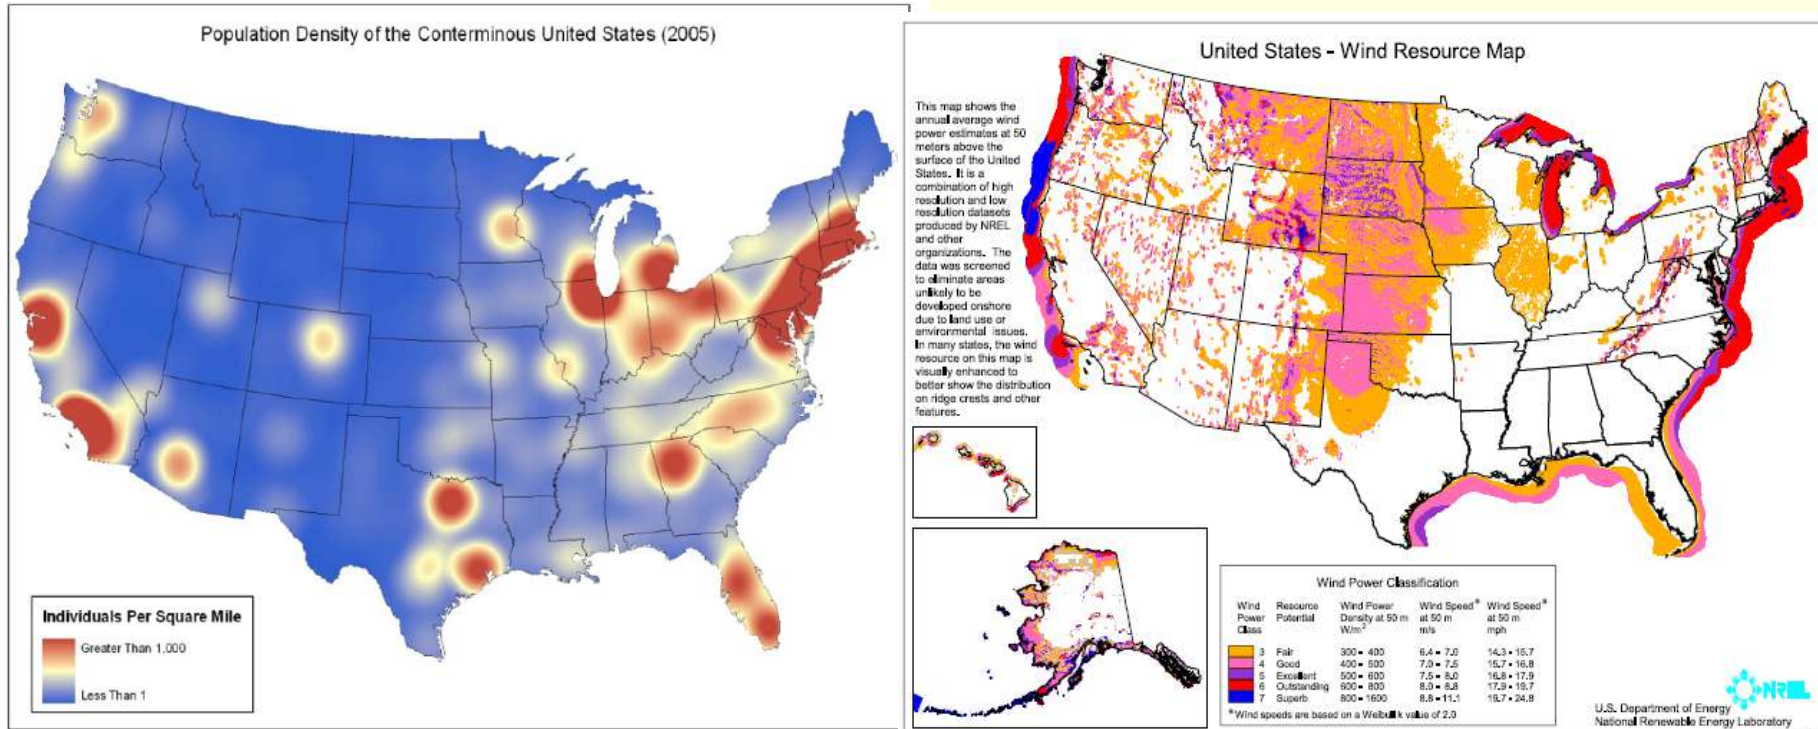 Population Density of the Conterminous United States (2005)
Individuals Per Square Mile
Greater Than 1,000
Less Than 1
United States - Wind Resource Map
This map shows the
annual average wind
power estimates at 50
meters above the
surface of the United
States. It is a
combination of high
resolution and low
resolution datasets
produced by NREL
and other
organizations. The
data was screened
to eliminate areas
unlikely to be
developed onshore
due to land use or
environmental issues.
In many states, the wind
resource on this map is
visually enhanced to
better show the distribution
on ridge crests and other
features.
Wind Power Classification
Wind Power Class Resource Potential Wind Power Density at 50 m W/m² Wind Speed* at 50 m m/s Wind Speed* at 50 m mph
3 Fair 300 - 400 6.4 - 7.0 14.3 - 15.7
4 Good 400 - 500 7.0 - 7.5 15.7 - 16.8
5 Excellent 500 - 600 7.5 - 8.0 16.8 - 17.9
6 Outstanding 600 - 800 8.0 - 8.8 17.9 - 19.7
7 Superb 800 - 1600 8.8 - 11.1 19.7 - 24.8
*Wind speeds are based on a Weibull k value of 2.0
NREL
U.S. Department of Energy
National Renewable Energy Laboratory